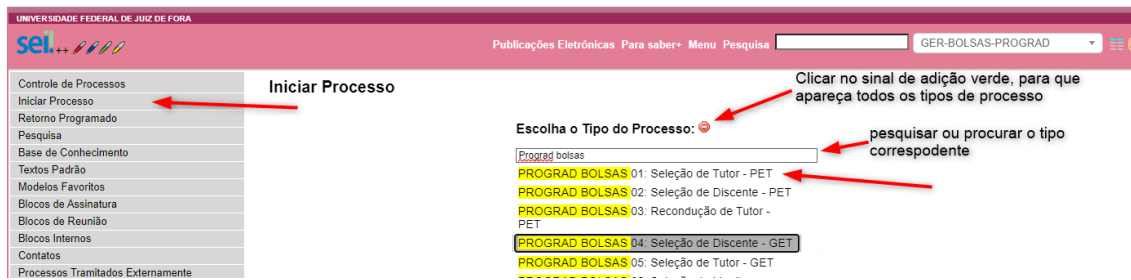 UNIVERSIDADE FEDERAL DE JUIZ DE FORA
sei. ++
Publicações Eletrônicas Para saber+ Menu Pesquisa
GER-BOLSAS-PROGRAD
Controle de Processos
Iniciar Processo
Retorno Programado
Pesquisa
Base de Conhecimento
Textos Padrão
Modelos Favoritos
Blocos de Assinatura
Blocos de Reunião
Blocos Internos
Contatos
Processos Tramitados Externamente
Iniciar Processo
Clicar no sinal de adição verde, para que
apareça todos os tipos de processo
Escolha o Tipo do Processo:
pesquisar ou procurar o tipo
correspodente
Prograd bolsas
PROGRAD BOLSAS 01: Seleção de Tutor - PET
PROGRAD BOLSAS 02: Seleção de Discente - PET
PROGRAD BOLSAS 03: Recondução de Tutor -
PET
PROGRAD BOLSAS 04: Seleção de Discente - GET
PROGRAD BOLSAS 05: Seleção de Tutor - GET